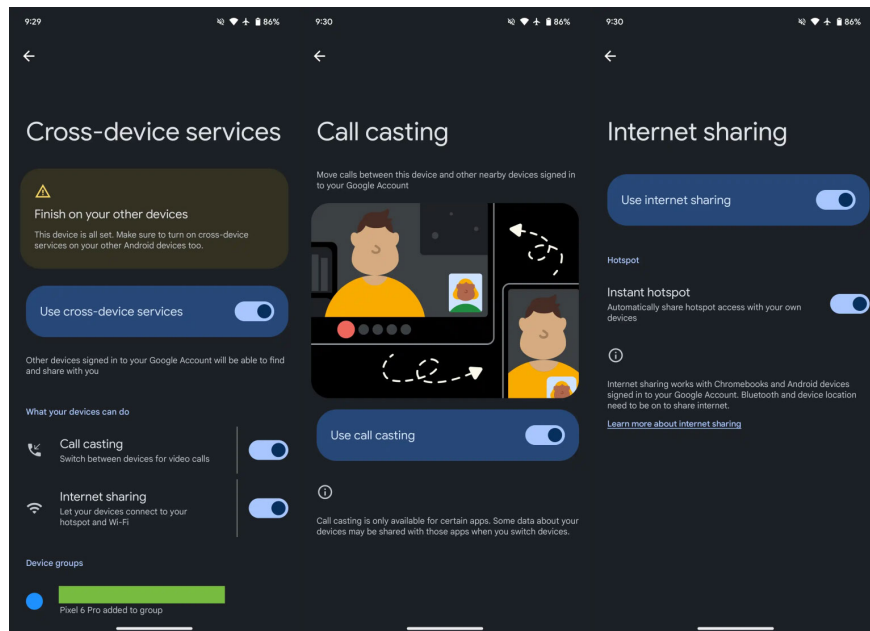 9:29
86%
Cross-device services
Finish on your other devices
This device is all set. Make sure to turn on cross-device
services on your other Android devices too.
Use cross-device services
Other devices signed in to your Google Account will be able to find
and share with you
What your devices can do
Call casting
Switch between devices for video calls
Internet sharing
Let your devices connect to your
hotspot and Wi-Fi
Device groups
Pixel 6 Pro added to group
9:30
86%
Call casting
Move calls between this device and other nearby devices signed in
to your Google Account
Use call casting
Call casting is only available for certain apps. Some data about your
devices may be shared with those apps when you switch devices.
9:30
86%
Internet sharing
Use internet sharing
Hotspot
Instant hotspot
Automatically share hotspot access with your own
devices
Internet sharing works with Chromebooks and Android devices
signed in to your Google Account. Bluetooth and device location
need to be on to share internet.
Learn more about internet sharing